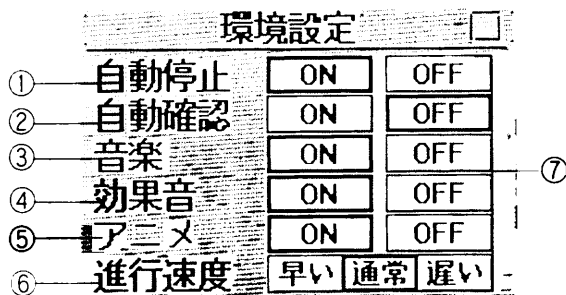 環境設定
① 自動停止 ON OFF
② 自動確認 ON OFF
③ 音楽 ON OFF
⑦
④ 効果音 ON OFF
⑤ アニメ ON OFF
⑥ 進行速度 早い 通常 遅い